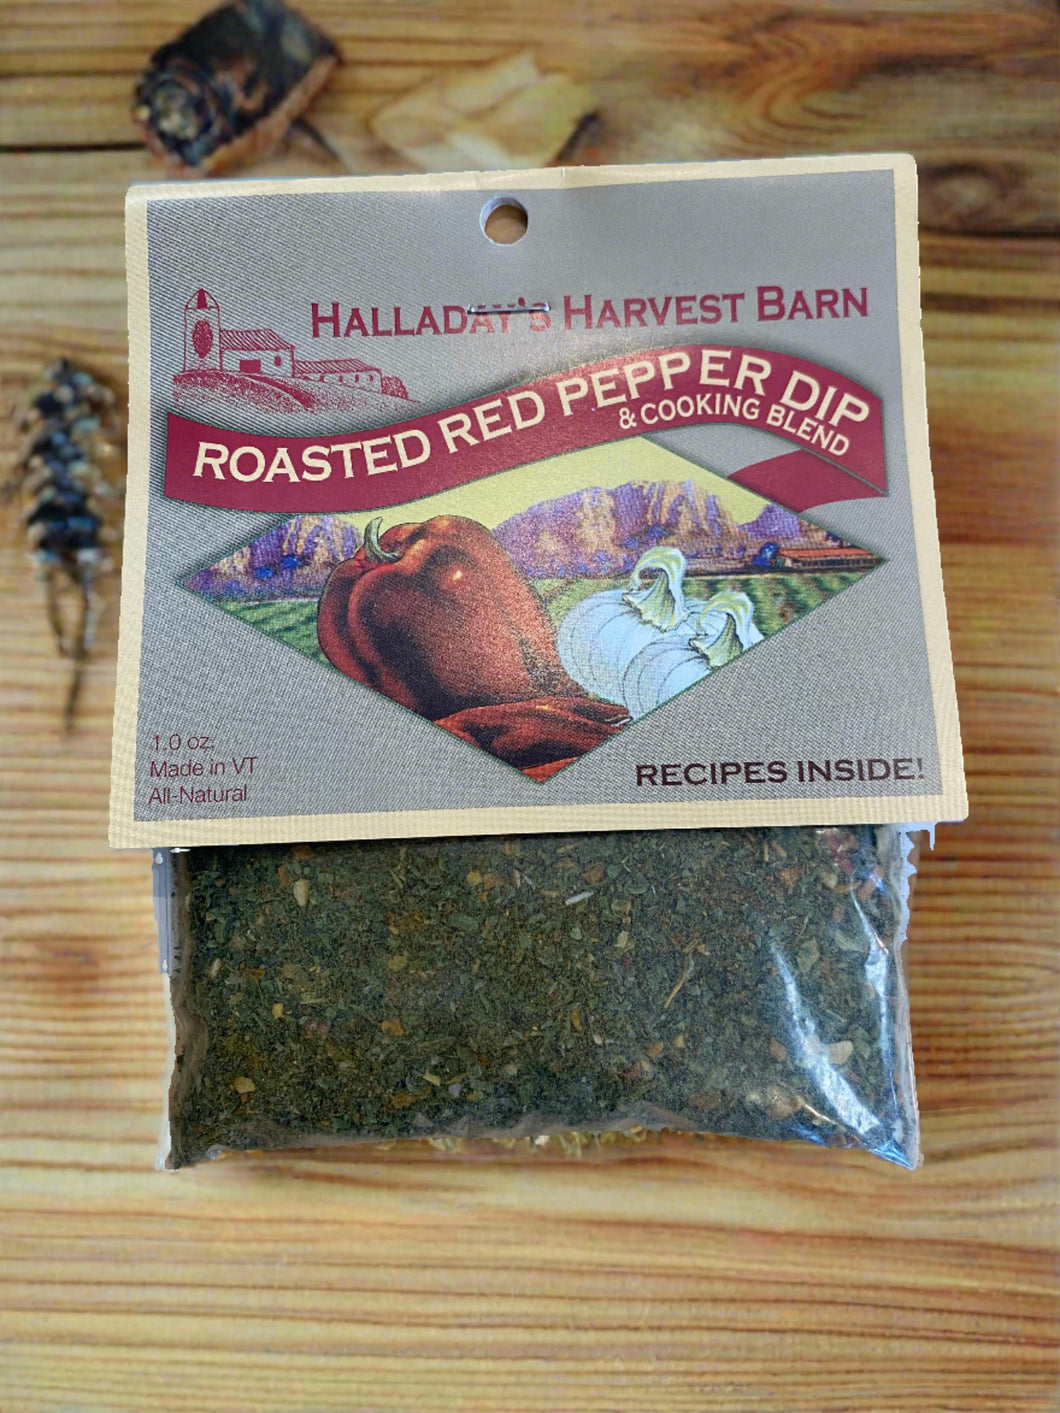 HALLADAY'S HARVEST BARN
ROASTED RED PEPPER DIP
& COOKING BLEND
1.0 oz.
Made in VT
All-Natural
RECIPES INSIDE!